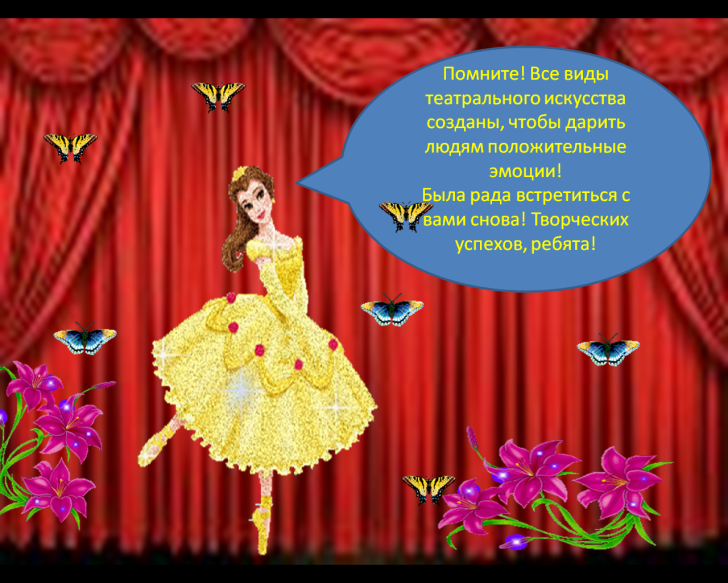 Помните! Все виды
театрального искусства
созданы, чтобы дарить
людям положительные
эмоции!
Была рада встретиться с
вами снова! Творческих
успехов, ребята!